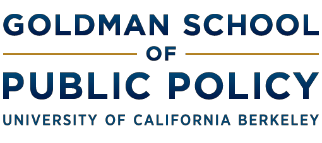 GOLDMAN SCHOOL
OF
PUBLIC POLICY
UNIVERSITY OF CALIFORNIA BERKELEY